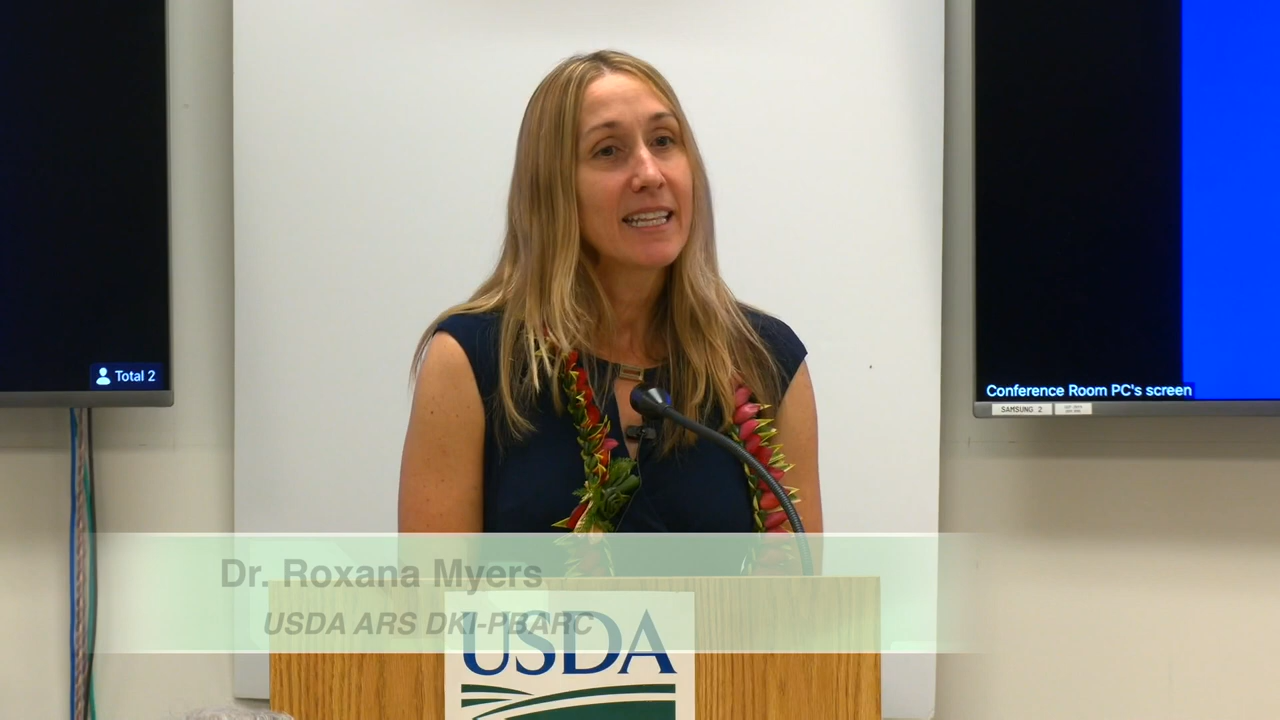 Total 2
Conference Room PC's screen
SAMSUNG 2
Dr. Roxana Myers
USDA ARS DKI-PBARC
USDA